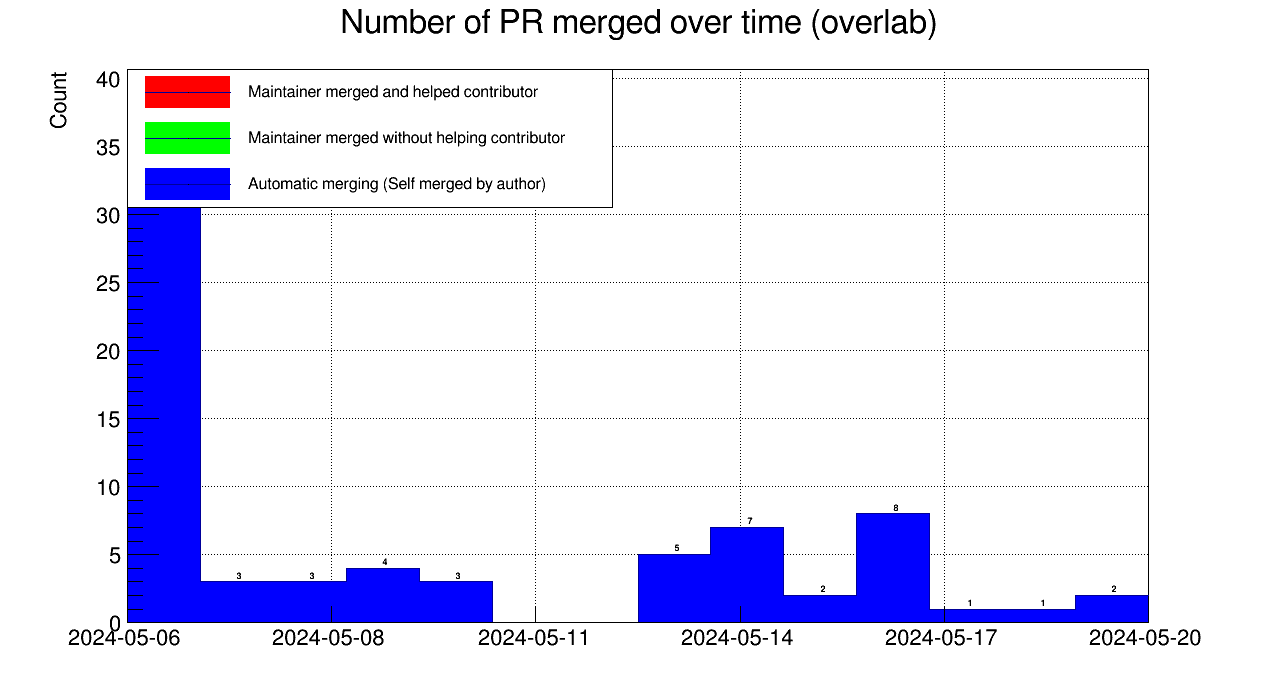 Number of PR merged over time (overlab)
Count
40
35
30
25
20
15
10
5
0
Maintainer merged and helped contributor
Maintainer merged without helping contributor
Automatic merging (Self merged by author)
3 3 4 3 5 7 2 8 1 1 2
2024-05-06 2024-05-08 2024-05-11 2024-05-14 2024-05-17 2024-05-20